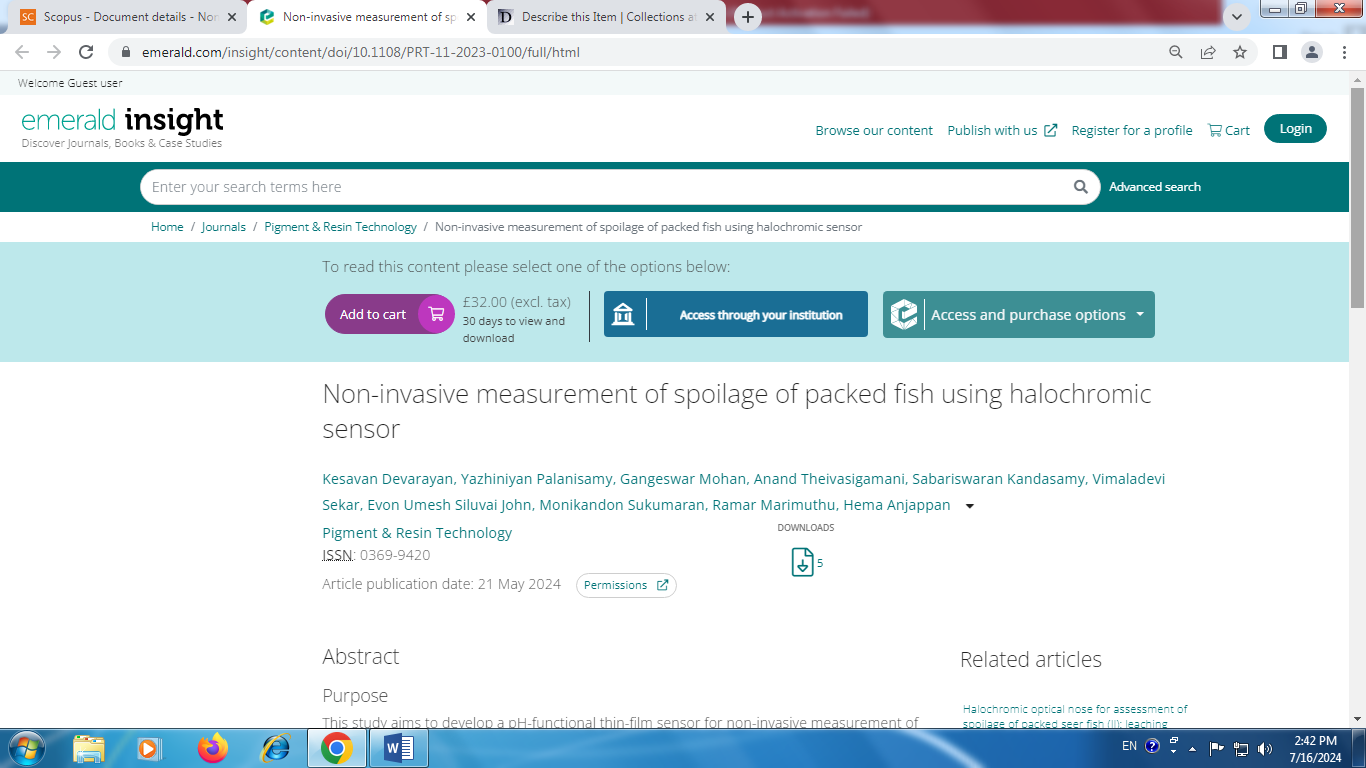 Scopus - Document details - Non
Non-invasive measurement of sp
Describe this Item | Collections a
emerald.com/insight/content/doi/10.1108/PRT-11-2023-0100/full/html
Welcome Guest user
emerald insight
Discover Journals, Books & Case Studies
Browse our content Publish with us Register for a profile Cart Login
Enter your search terms here Advanced search
Home / Journals / Pigment & Resin Technology / Non-invasive measurement of spoilage of packed fish using halochromic sensor
To read this content please select one of the options below:
Add to cart
£32.00 (excl. tax)
30 days to view and
download
Access through your institution
Access and purchase options
Non-invasive measurement of spoilage of packed fish using halochromic
sensor
Kesavan Devarayan, Yazhiniyan Palanisamy, Gangeswar Mohan, Anand Theivasigamani, Sabariswaran Kandasamy, Vimaladevi
Sekar, Evon Umesh Siluvai John, Monikandon Sukumaran, Ramar Marimuthu, Hema Anjappan
Pigment & Resin Technology
ISSN: 0369-9420
Article publication date: 21 May 2024
Permissions
DOWNLOADS
5
Abstract
Purpose
This study aims to develop a pH-functional thin-film sensor for non-invasive measurement of
Related articles
Halochromic optical nose for assessment of
spoilage of packed seer fish (II): leaching
EN
2:42 PM
7/16/2024